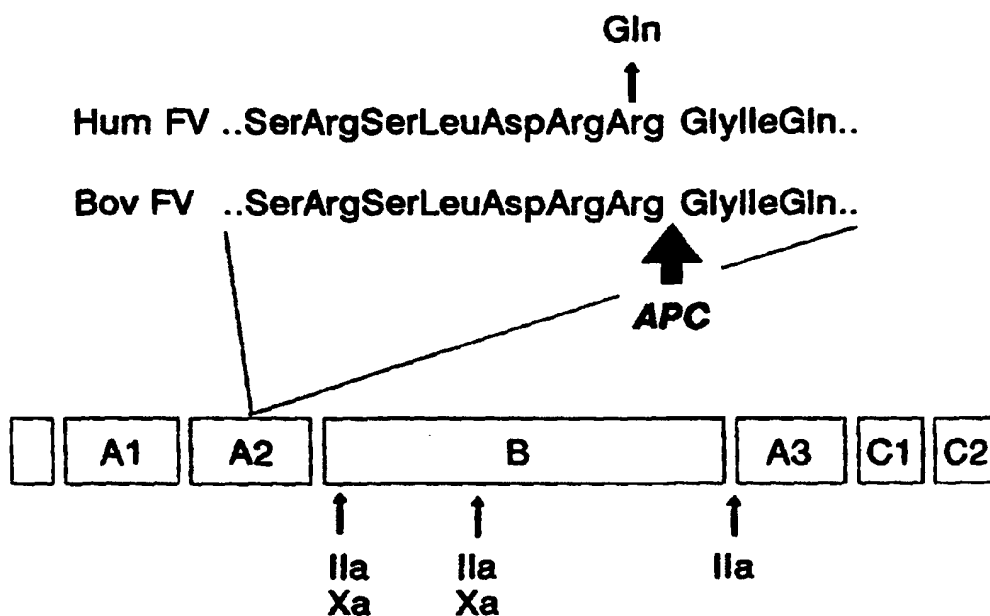 Gln
Hum FV ..SerArgSerLeuAspArgArg GlyIleGln..
Bov FV ..SerArgSerLeuAspArgArg GlyIleGln..
APC
A1 A2 B A3 C1 C2
IIa IIa IIa
Xa Xa